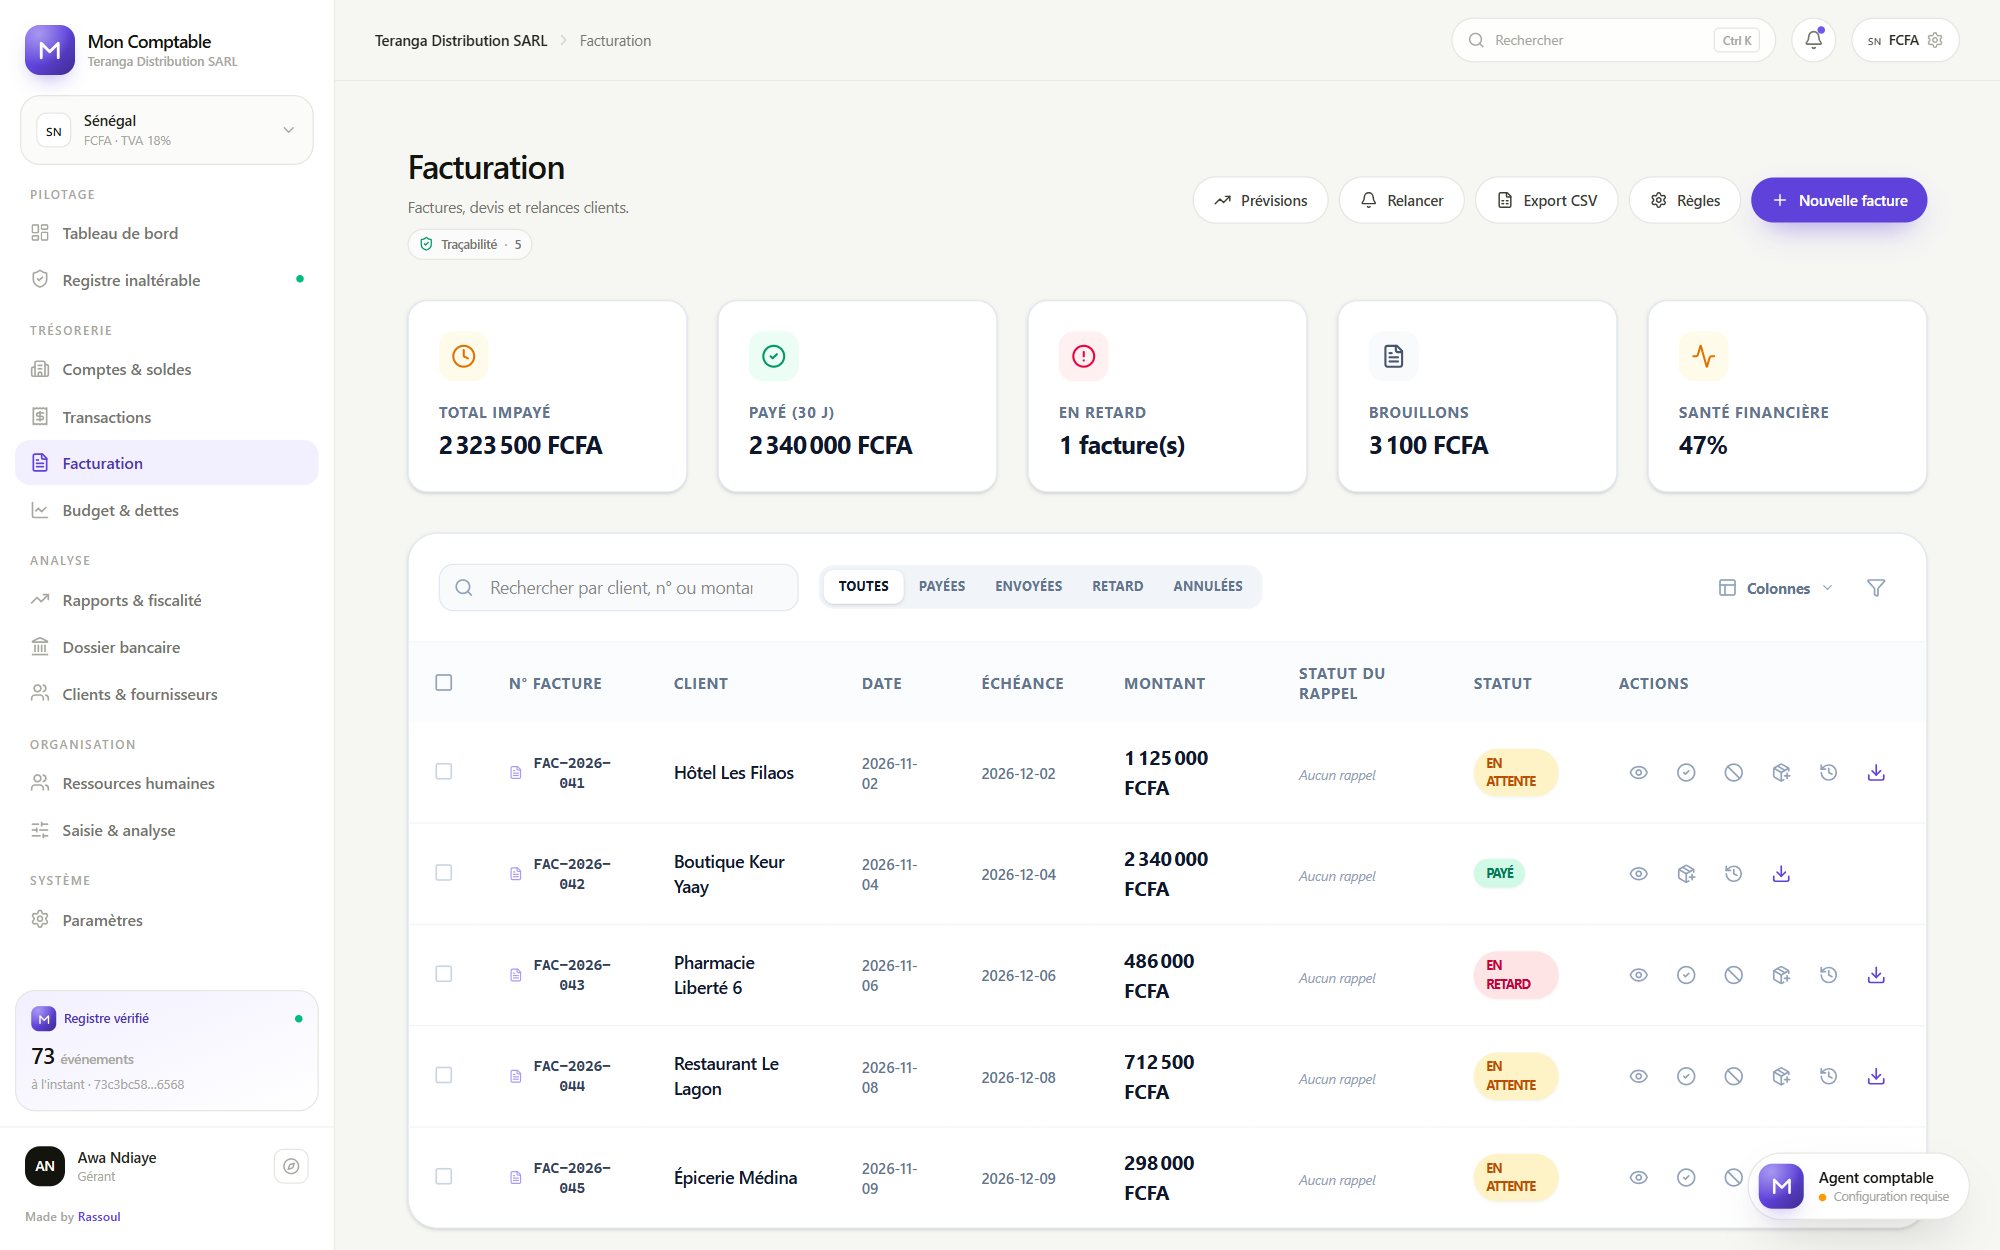 Mon Comptable
Teranga Distribution SARL
SN
Sénégal
FCFA · TVA 18%
PILOTAGE
Tableau de bord
Registre inaltérable
TRÉSORERIE
Comptes & soldes
Transactions
Facturation
Budget & dettes
ANALYSE
Rapports & fiscalité
Dossier bancaire
Clients & fournisseurs
ORGANISATION
Ressources humaines
Saisie & analyse
SYSTÈME
Paramètres
Registre vérifié
73 événements
à l'instant · 73c3bc58...6568
AN
Awa Ndiaye
Gérant
Made by Rassoul
Teranga Distribution SARL > Facturation
Rechercher
Ctrl K
SN FCFA
Facturation
Factures, devis et relances clients.
Traçabilité · 5
Prévisions
Relancer
Export CSV
Règles
+ Nouvelle facture
TOTAL IMPAYÉ
2 323 500 FCFA
PAYÉ (30 J)
2 340 000 FCFA
EN RETARD
1 facture(s)
BROUILLONS
3 100 FCFA
SANTÉ FINANCIÈRE
47%
Rechercher par client, n° ou montar
TOUTES
PAYÉES
ENVOYÉES
RETARD
ANNULÉES
Colonnes
N° FACTURE
CLIENT
DATE
ÉCHÉANCE
MONTANT
STATUT DU
RAPPEL
STATUT
ACTIONS
FAC-2026-
041
Hôtel Les Filaos
2026-11-
02
2026-12-02
1 125 000
FCFA
Aucun rappel
EN
ATTENTE
FAC-2026-
042
Boutique Keur
Yaay
2026-11-
04
2026-12-04
2 340 000
FCFA
Aucun rappel
PAYÉ
FAC-2026-
043
Pharmacie
Liberté 6
2026-11-
06
2026-12-06
486 000
FCFA
Aucun rappel
EN
RETARD
FAC-2026-
044
Restaurant Le
Lagon
2026-11-
08
2026-12-08
712 500
FCFA
Aucun rappel
EN
ATTENTE
FAC-2026-
045
Épicerie Médina
2026-11-
09
2026-12-09
298 000
FCFA
Aucun rappel
EN
ATTENTE
Agent comptable
Configuration requise